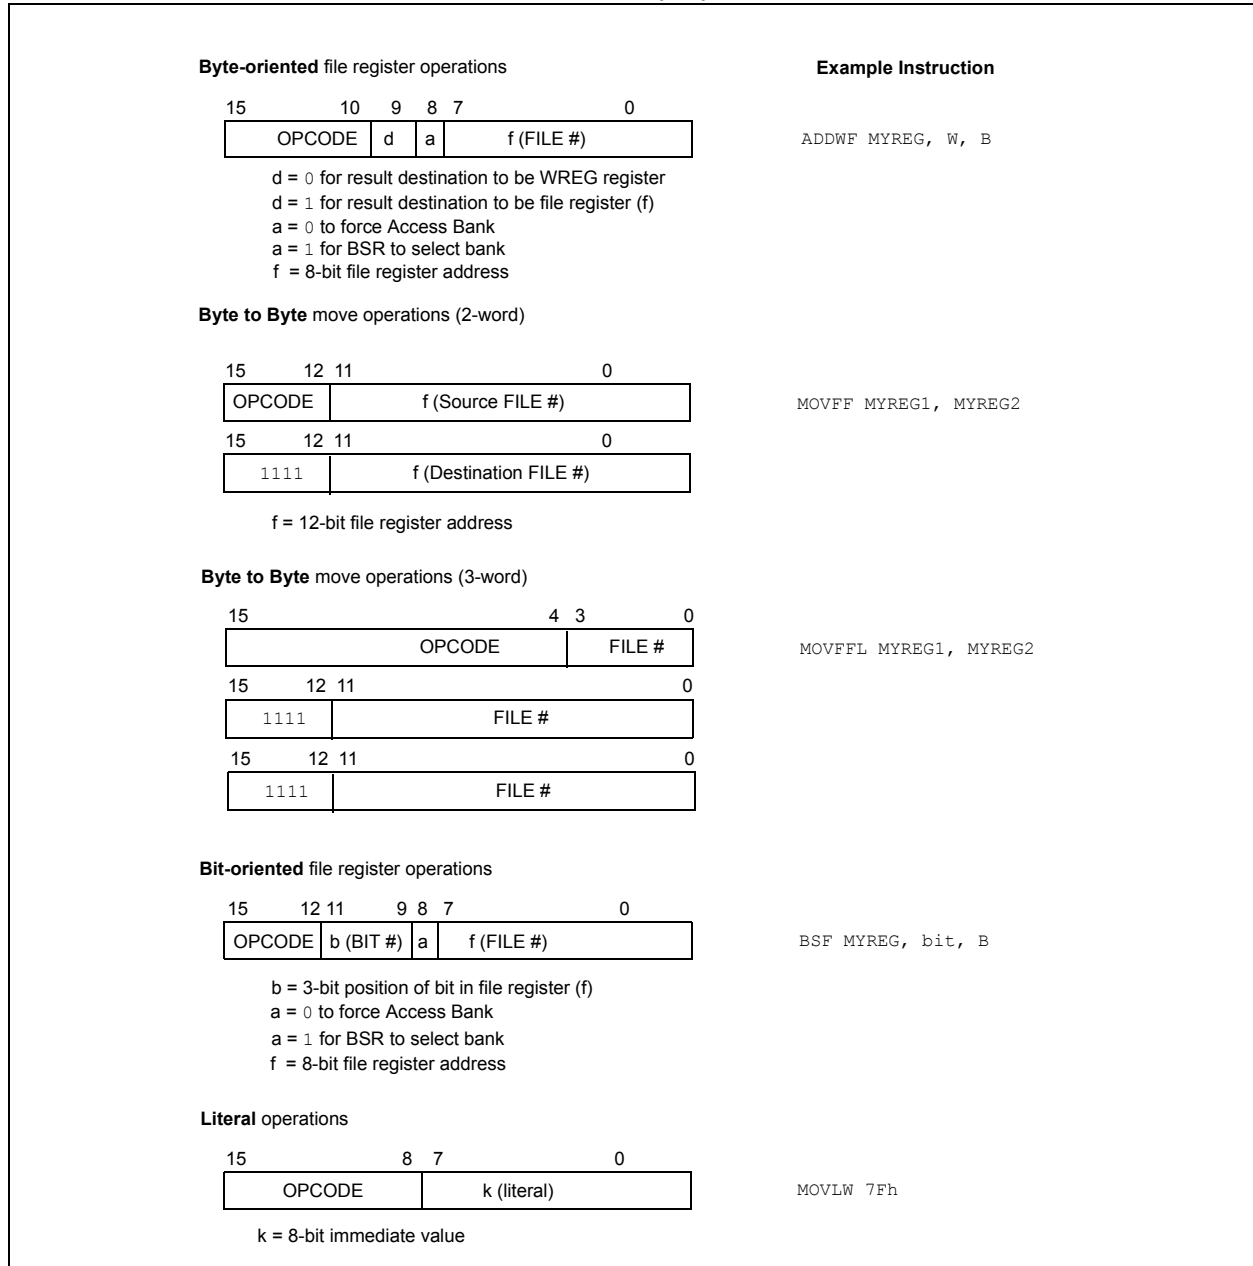 Byte-oriented file register operations Example Instruction
15 10 9 8 7 0
OPCODE d a f (FILE #) ADDWF MYREG, W, B
d = 0 for result destination to be WREG register
d = 1 for result destination to be file register (f)
a = 0 to force Access Bank
a = 1 for BSR to select bank
f = 8-bit file register address
Byte to Byte move operations (2-word)
15 12 11 0
OPCODE f (Source FILE #) MOVFF MYREG1, MYREG2
15 12 11 0
1111 f (Destination FILE #)
f = 12-bit file register address
Byte to Byte move operations (3-word)
15 4 3 0
OPCODE FILE # MOVFFL MYREG1, MYREG2
15 12 11 0
1111 FILE #
15 12 11 0
1111 FILE #
Bit-oriented file register operations
15 12 11 9 8 7 0
OPCODE b (BIT #) a f (FILE #) BSF MYREG, bit, B
b = 3-bit position of bit in file register (f)
a = 0 to force Access Bank
a = 1 for BSR to select bank
f = 8-bit file register address
Literal operations
15 8 7 0
OPCODE k (literal) MOVLW 7Fh
k = 8-bit immediate value